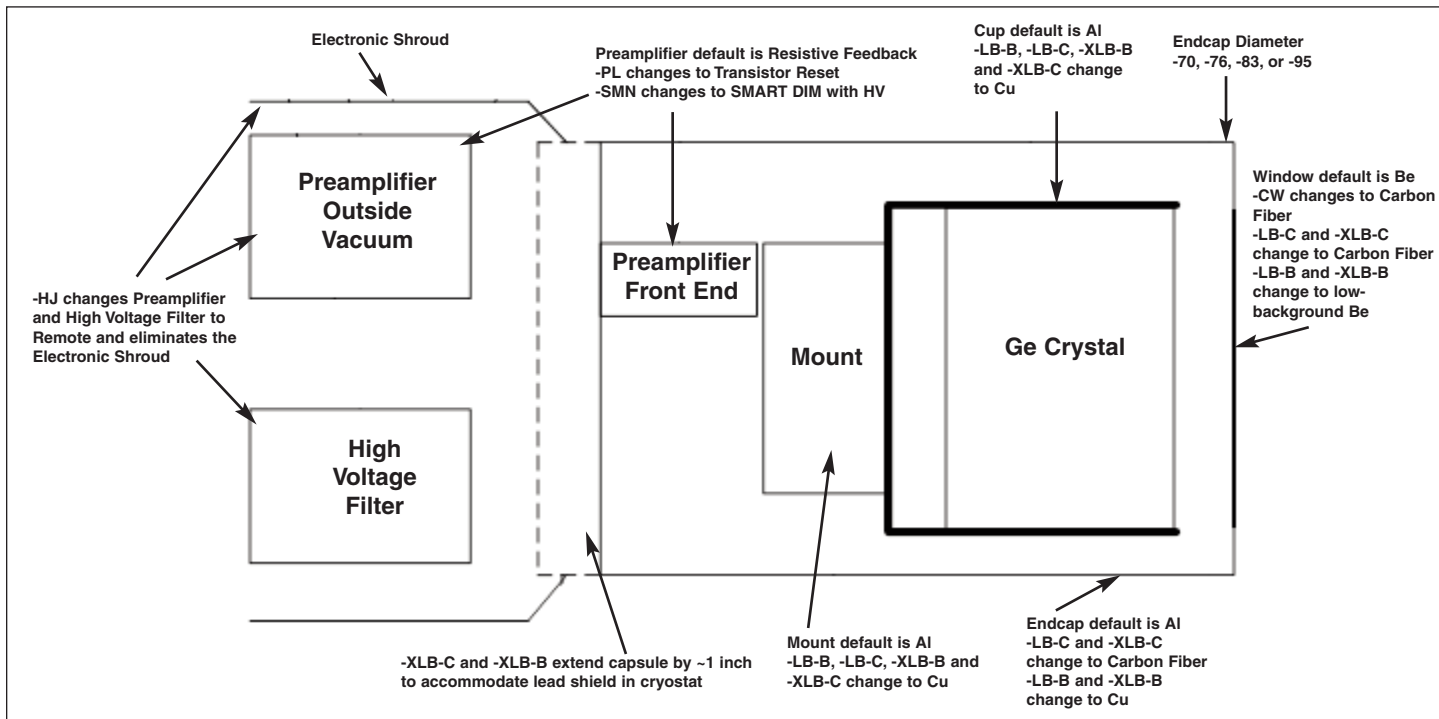 Electronic Shroud
Preamplifier default is Resistive Feedback
-PL changes to Transistor Reset
-SMN changes to SMART DIM with HV
Cup default is Al
-LB-B, -LB-C, -XLB-B
and -XLB-C change
to Cu
Endcap Diameter
-70, -76, -83, or -95
Window default is Be
-CW changes to Carbon
Fiber
-LB-C and -XLB-C
change to Carbon Fiber
-LB-B and -XLB-B
change to low-
background Be
Preamplifier
Outside
Vacuum
Preamplifier
Front End
-HJ changes Preamplifier
and High Voltage Filter to
Remote and eliminates the
Electronic Shroud
Mount
Ge Crystal
High
Voltage
Filter
-XLB-C and -XLB-B extend capsule by ~1 inch
to accommodate lead shield in cryostat
Mount default is Al
-LB-B, -LB-C, -XLB-B and
-XLB-C change to Cu
Endcap default is Al
-LB-C and -XLB-C
change to Carbon Fiber
-LB-B and -XLB-B
change to Cu